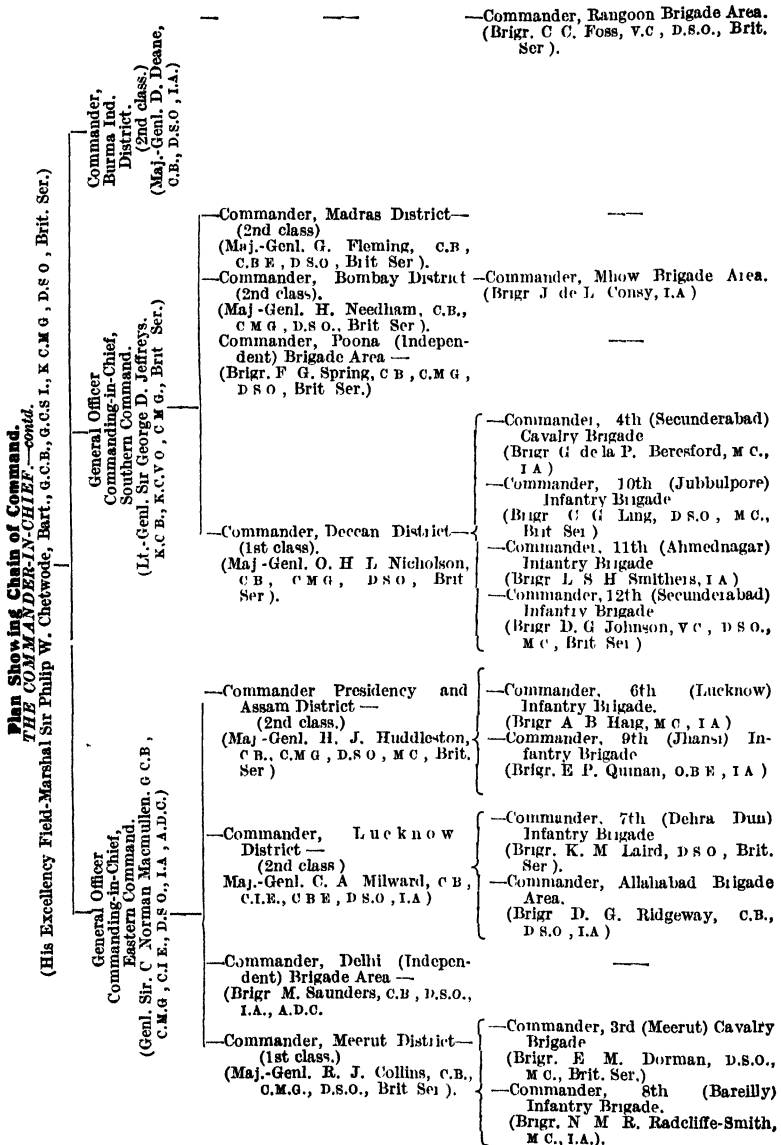 Plan Showing Chain of Command.
THE COMMANDER-IN-CHIEF.—contd.
(His Excellency Field-Marshal Sir Philip W. Chetwode, Bart., G.C.B., G.C.S I., K C.M G , D.S O , Brit. Ser.)
Commander,
Burma Ind.
District.
(2nd class.)
(Maj.-Genl. D. Deane,
C.B., D.S.O , I.A.)
—Commander, Rangoon Brigade Area.
(Brigr. C C. Foss, V.C , D.S.O., Brit.
Ser ).
General Officer
Commanding-in-Chief,
Southern Command.
(Lt.-Genl. Sir George D. Jeffreys.
K.C B., K.C.V O , C M G., Brit Ser.)
—Commander, Madras District—
(2nd class)
(Maj.-Genl. G. Fleming, C.B ,
C.B E , D S.O , Brit Ser ).
—Commander, Bombay District
(2nd class).
(Maj -Genl. H. Needham, C.B.,
C M G , D.S.O., Brit Ser ).
—Commander, Mhow Brigade Area.
(Brigr J de L Conry, I.A )
Commander, Poona (Indepen-
dent) Brigade Area —
(Brigr. F G. Spring, C B , C.M G ,
D S O , Brit Ser.)
—Commander, Deccan District—
(1st class).
(Maj -Genl. O. H L Nicholson,
C B , C M G , D S O , Brit
Ser ).
—Commander, 4th (Secunderabad)
Cavalry Brigade
(Brigr G de la P. Beresford, M C.,
I A )
—Commander, 10th (Jubbulpore)
Infantry Brigade
(Brigr C G Ling, D S.O , M C.,
Brit Ser )
—Commander, 11th (Ahmednagar)
Infantry Brigade
(Brigr L S H Smithers, I A )
—Commander, 12th (Secunderabad)
Infantry Brigade
(Brigr D. G Johnson, V C , D S O.,
M C , Brit Ser )
General Officer
Commanding-in-Chief,
Eastern Command.
(Genl. Sir. C Norman Macmullen. G C.B ,
C.M.G , C.I E., D.S O., I.A , A.D.C.)
—Commander Presidency and
Assam District —
(2nd class.)
(Maj -Genl. H. J. Huddleston,
C B., C.M G , D.S O , M C , Brit.
Ser )
—Commander, 6th (Lucknow)
Infantry Brigade.
(Brigr A B Haig, M C , I A )
—Commander, 9th (Jhansi) In-
fantry Brigade
(Brigr. E P. Quinan, O.B E , I A )
—Commander, Lucknow
District —
(2nd class )
Maj.-Genl. C. A Milward, C B ,
C.I.E., C B E , D S.O , I.A )
—Commander, 7th (Dehra Dun)
Infantry Brigade
(Brigr. K. M Laird, D S O , Brit.
Ser ).
—Commander, Allahabad Brigade
Area.
(Brigr D. G. Ridgeway, C.B.,
D S.O , I.A )
—Commander, Delhi (Indepen-
dent) Brigade Area —
(Brigr M. Saunders, C.B , D.S.O.,
I.A., A.D.C.
—Commander, Meerut District—
(1st class.)
(Maj.-Genl. R. J. Collins, C.B.,
C.M.G., D.S.O., Brit Ser ).
—Commander, 3rd (Meerut) Cavalry
Brigade
(Brigr. E M. Dorman, D.S.O.,
M C., Brit. Ser.)
—Commander, 8th (Bareilly)
Infantry Brigade.
(Brigr. N M R. Radcliffe-Smith,
M C., I.A.).